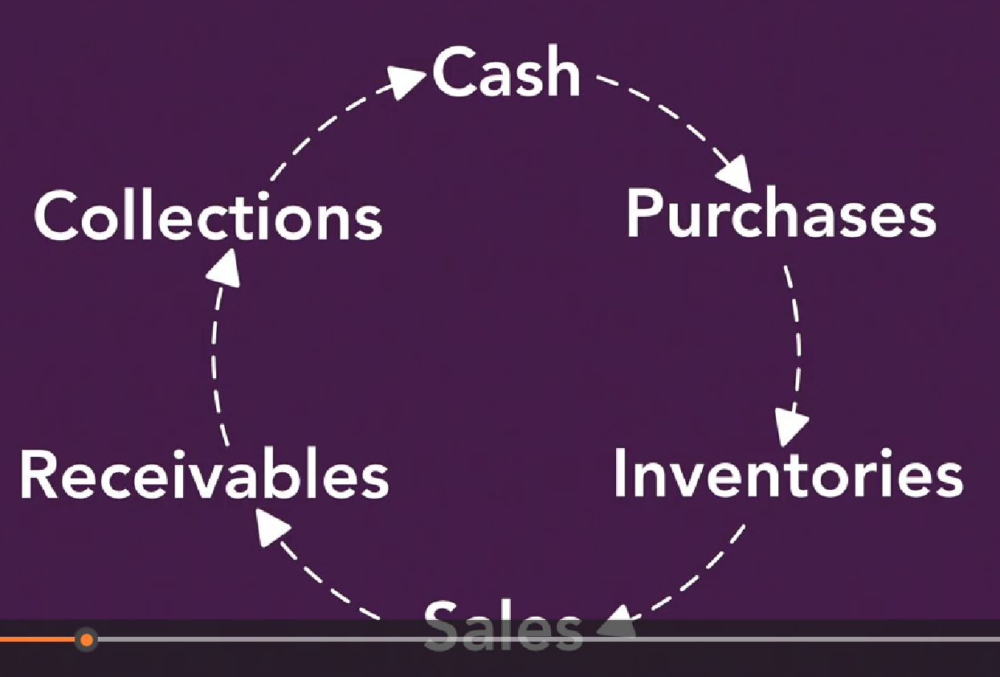 Cash
Collections
Purchases
Receivables
Inventories
Sales